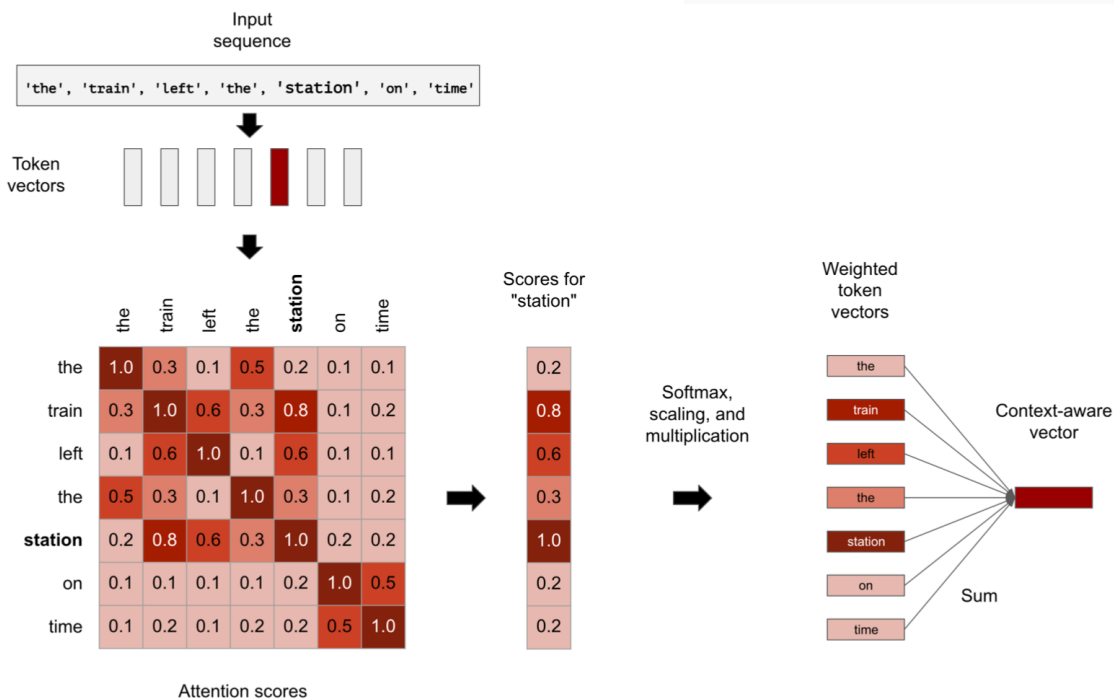 Input
sequence
'the', 'train', 'left', 'the', 'station', 'on', 'time'
Token
vectors
the train left the station on time
the 1.0 0.3 0.1 0.5 0.2 0.1 0.1
train 0.3 1.0 0.6 0.3 0.8 0.1 0.2
left 0.1 0.6 1.0 0.1 0.6 0.1 0.1
the 0.5 0.3 0.1 1.0 0.3 0.1 0.2
station 0.2 0.8 0.6 0.3 1.0 0.2 0.2
on 0.1 0.1 0.1 0.1 0.2 1.0 0.5
time 0.1 0.2 0.1 0.2 0.2 0.5 1.0
Attention scores
Scores for
"station"
0.2
0.8
0.6
0.3
1.0
0.2
0.2
Softmax,
scaling, and
multiplication
Weighted
token
vectors
the
train
left
the
station
on
time
Sum
Context-aware
vector